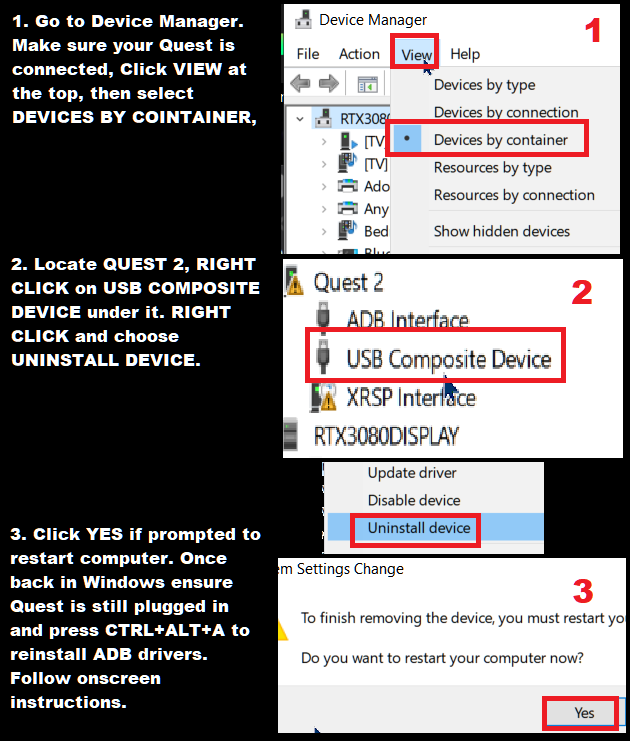 1. Go to Device Manager.
Make sure your Quest is
connected, Click VIEW at
the top, then select
DEVICES BY COINTAINER,
Device Manager
1
File Action View Help
Devices by type
Devices by connection
Devices by container
Resources by type
Resources by connection
Show hidden devices
RTX3080
[TV]
[TV]
Ado
Any
Bed
Blue
2. Locate QUEST 2, RIGHT
CLICK on USB COMPOSITE
DEVICE under it. RIGHT
CLICK and choose
UNINSTALL DEVICE.
Quest 2
2
ADB Interface
USB Composite Device
XRSP Interface
RTX3080DISPLAY
Update driver
Disable device
Uninstall device
3. Click YES if prompted to
restart computer. Once
back in Windows ensure
Quest is still plugged in
and press CTRL+ALT+A to
reinstall ADB drivers.
Follow onscreen
instructions.
em Settings Change
3
To finish removing the device, you must restart you
Do you want to restart your computer now?
Yes